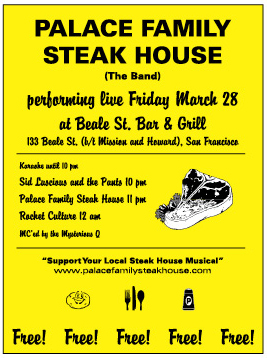 PALACE FAMILY
STEAK HOUSE
(The Band)
performing live Friday March 28
at Beale St. Bar & Grill
133 Beale St. (b/t Mission and Howard), San Francisco
Karaoke until 10 pm
Sid Luscious and the Pants 10 pm
Palace Family Steak House 11 pm
Rocket Culture 12 am
MC'ed by the Mysterious Q
"Support Your Local Steak House Musical"
www.palacefamilysteakhouse.com
Free! Free! Free! Free! Free!